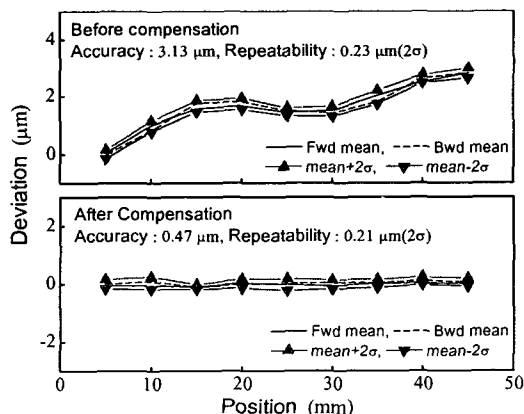 Before compensation
Accuracy : 3.13 μm, Repeatability : 0.23 μm(2σ)
4
2
0
Fwd mean, Bwd mean
mean+2σ, mean-2σ
Deviation (μm)
After Compensation
Accuracy : 0.47 μm, Repeatability : 0.21 μm(2σ)
2
0
-2
Fwd mean, Bwd mean
mean+2σ, mean-2σ
0 10 20 30 40 50
Position (mm)